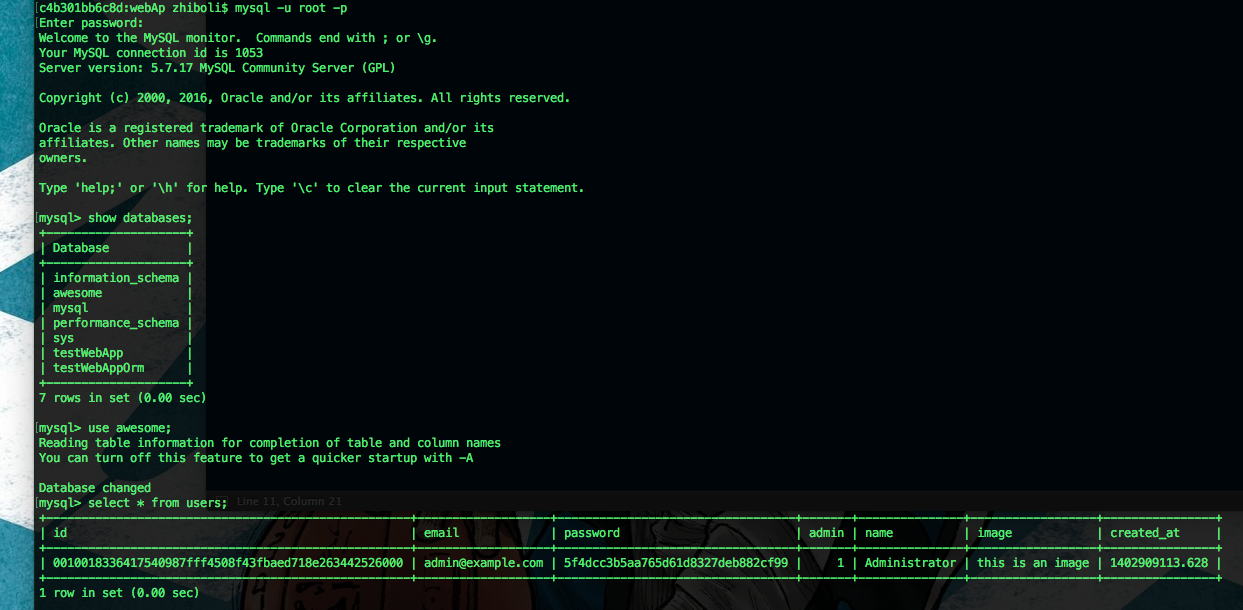 c4b301bb6c8d:webAp zhiboli$ mysql -u root -p
Enter password:
Welcome to the MySQL monitor.  Commands end with ; or \g.
Your MySQL connection id is 1053
Server version: 5.7.17 MySQL Community Server (GPL)
Copyright (c) 2000, 2016, Oracle and/or its affiliates. All rights reserved.
Oracle is a registered trademark of Oracle Corporation and/or its
affiliates. Other names may be trademarks of their respective
owners.
Type 'help;' or '\h' for help. Type '\c' to clear the current input statement.
mysql> show databases;
+--------------------+
| Database           |
+--------------------+
| information_schema |
| awesome            |
| mysql              |
| performance_schema |
| sys                |
| testWebApp         |
| testWebAppOrm      |
+--------------------+
7 rows in set (0.00 sec)
mysql> use awesome;
Reading table information for completion of table and column names
You can turn off this feature to get a quicker startup with -A
Database changed
mysql> select * from users;
Line 11, Column 21
+----------------------------------------------------+-------------------+----------------------------------+-------+---------------+------------------+----------------+
| id                                                 | email             | password                         | admin | name          | image            | created_at     |
+----------------------------------------------------+-------------------+----------------------------------+-------+---------------+------------------+----------------+
| 0010018336417540987fff4508f43fbaed718e263442526000 | admin@example.com | 5f4dcc3b5aa765d61d8327deb882cf99 |     1 | Administrator | this is an image | 1402909113.628 |
+----------------------------------------------------+-------------------+----------------------------------+-------+---------------+------------------+----------------+
1 row in set (0.00 sec)